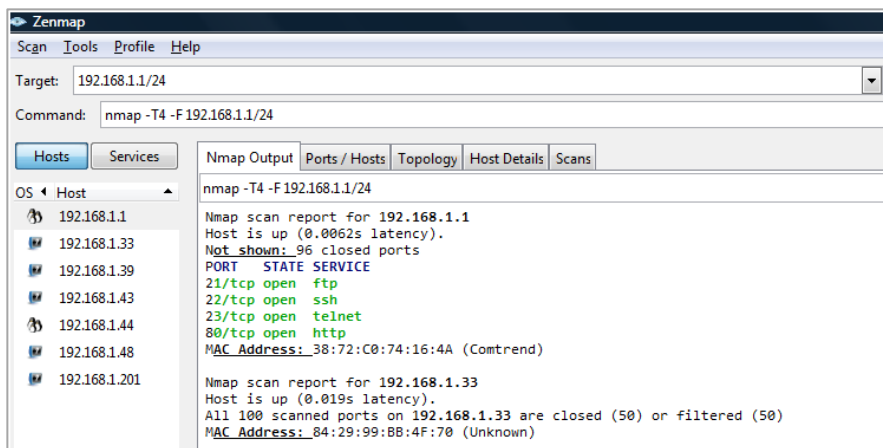 Zenmap
Scan Tools Profile Help
Target: 192.168.1.1/24
Command: nmap -T4 -F 192.168.1.1/24
Hosts Services
OS Host
192.168.1.1
192.168.1.33
192.168.1.39
192.168.1.43
192.168.1.44
192.168.1.48
192.168.1.201
Nmap Output Ports / Hosts Topology Host Details Scans
nmap -T4 -F 192.168.1.1/24
Nmap scan report for 192.168.1.1
Host is up (0.0062s latency).
Not shown: 96 closed ports
PORT STATE SERVICE
21/tcp open ftp
22/tcp open ssh
23/tcp open telnet
80/tcp open http
MAC Address: 38:72:C0:74:16:4A (Comtrend)
Nmap scan report for 192.168.1.33
Host is up (0.019s latency).
All 100 scanned ports on 192.168.1.33 are closed (50) or filtered (50)
MAC Address: 84:29:99:BB:4F:70 (Unknown)